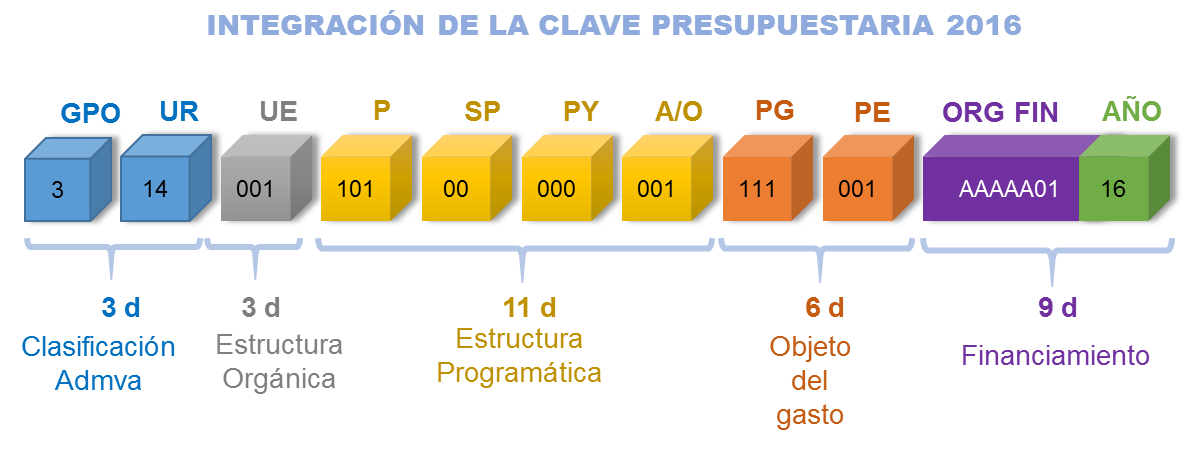 INTEGRACIÓN DE LA CLAVE PRESUPUESTARIA 2016
GPO UR UE P SP PY A/O PG PE ORG FIN AÑO
3 14 001 101 00 000 001 111 001 AAAAA01 16
3 d 3 d 11 d 6 d 9 d
Clasificación
Admva
Estructura
Orgánica
Estructura
Programática
Objeto
del
gasto
Financiamiento